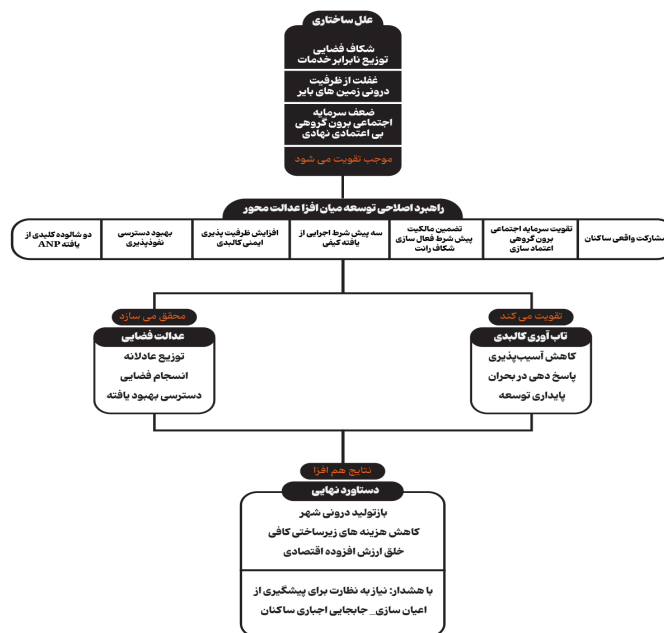 علل ساختاری
شکاف فضایی
توزیع نابرابر خدمات
غفلت از ظرفیت
درونی زمین های بایر
ضعف سرمایه
اجتماعی برون گروهی
بی اعتمادی نهادی
موجب تقویت می شود
راهبرد اصلاحی توسعه میان افزا عدالت محور
مشارکت واقعی ساکنان
تقویت سرمایه اجتماعی
برون گروهی
اعتماد سازی
تضمین مالکیت
پیش شرط فعال سازی
شکاف رانت
سه پیش شرط اجرایی از
یافته کیفی
افزایش ظرفیت پذیری
ایمنی کالبدی
بهبود دسترسی
نفوذپذیری
دو شالوده کلیدی از
یافته ANP
تقویت می کند
تاب آوری کالبدی
کاهش آسیب‌پذیری
پاسخ دهی در بحران
پایداری توسعه
محقق می سازد
عدالت فضایی
توزیع عادلانه
انسجام فضایی
دسترسی بهبود یافته
نتایج هم افزا
دستاورد نهایی
بازتولید درونی شهر
کاهش هزینه های زیرساختی کافی
خلق ارزش افزوده اقتصادی
با هشدار: نیاز به نظارت برای پیشگیری از
اعیان سازی_ جابجایی اجباری ساکنان